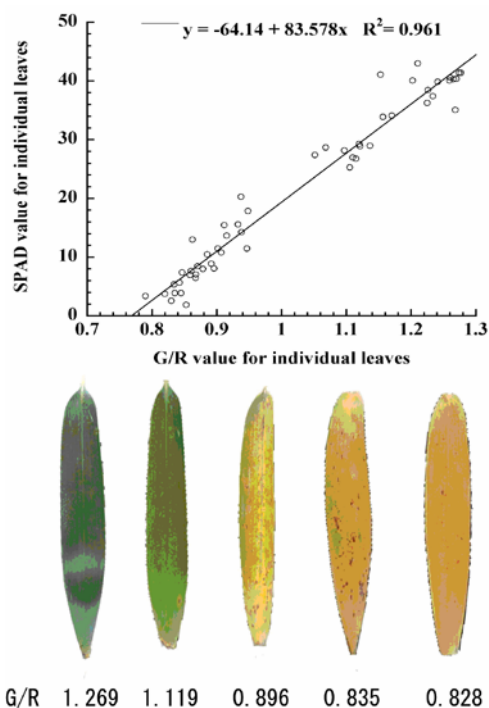 y = -64.14 + 83.578x R²= 0.961
SPAD value for individual leaves
50
40
30
20
10
0
0.7 0.8 0.9 1 1.1 1.2 1.3
G/R value for individual leaves
G/R 1.269 1.119 0.896 0.835 0.828